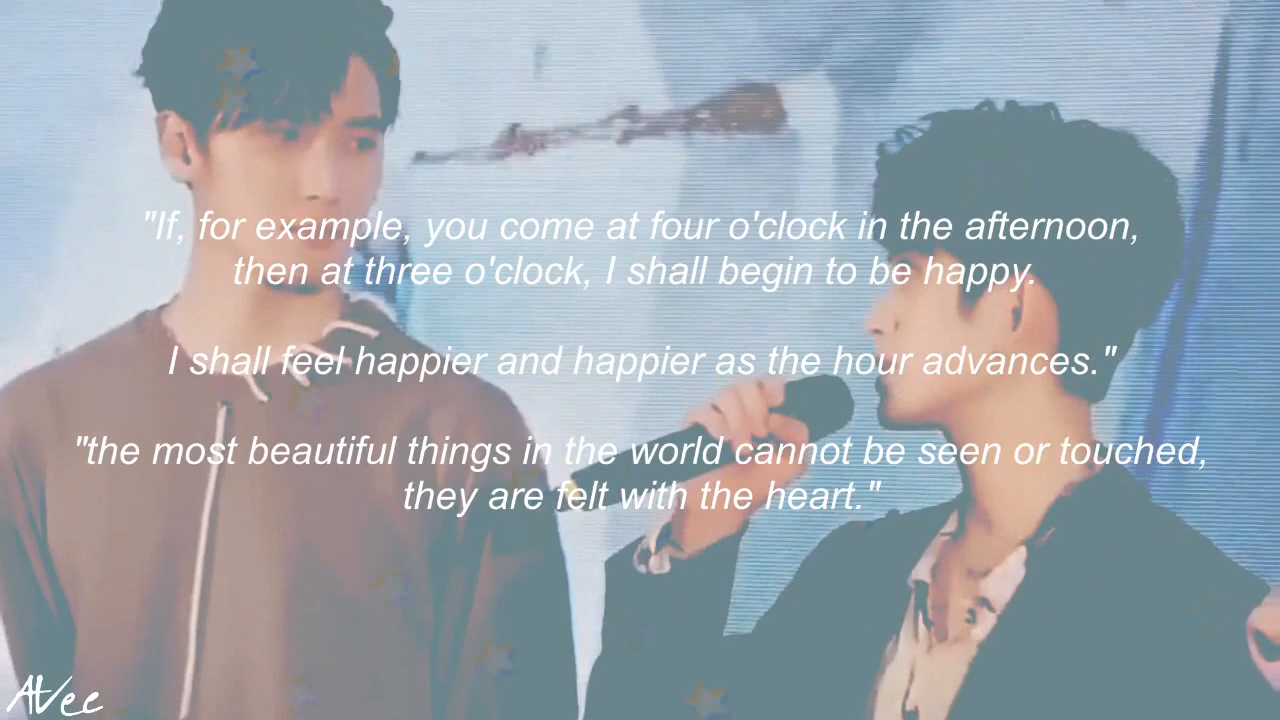 "If, for example, you come at four o'clock in the afternoon,
then at three o'clock, I shall begin to be happy.
I shall feel happier and happier as the hour advances."
"the most beautiful things in the world cannot be seen or touched,
they are felt with the heart."
AVee